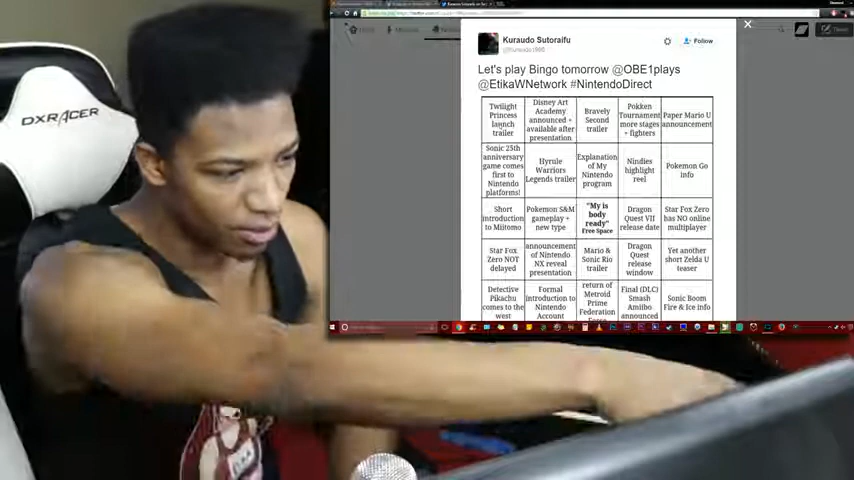 DXRACER
Kuraudo Sutoraifu
Follow
Let's play Bingo tomorrow @OBE1plays
@EtikaWNetwork #NintendoDirect
Twilight
Princess
launch
trailer
Disney Art
Academy
announced +
available after
presentation
Bravely
Second
trailer
Pokken
Tournament
more stages
+ fighters
Paper Mario U
announcement
Sonic 25th
anniversary
game comes
first to
Nintendo
platforms!
Hyrule
Warriors
Legends trailer
Explanation
of My
Nintendo
program
Nindies
highlight
reel
Pokemon Go
info
Short
introduction
to Miitomo
Pokemon S&M
gameplay +
new type
"My is
body
ready"
Free Space
Dragon
Quest VII
release date
Star Fox Zero
has NO online
multiplayer
Star Fox
Zero NOT
delayed
announcement
of Nintendo
NX reveal
presentation
Mario &
Sonic Rio
trailer
Dragon
Quest
release
window
Yet another
short Zelda U
teaser
Detective
Pikachu
comes to the
west
Formal
introduction to
Nintendo
Account
return of
Metroid
Prime
Federation
Final (DLC)
Smash
Amiibo
announced
Sonic Boom
Fire & Ice info